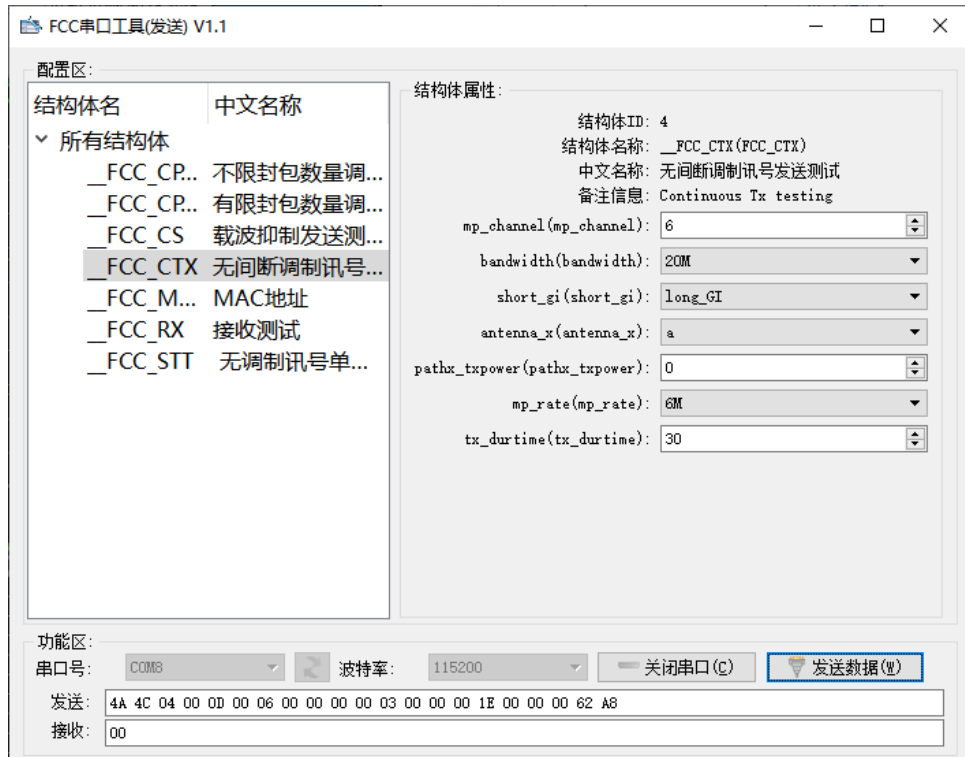 FCC串口工具(发送) V1.1
配置区:
结构体名 中文名称
所有结构体
__FCC_CP... 不限封包数量调...
__FCC_CP... 有限封包数量调...
__FCC_CS 载波抑制发送测...
__FCC_CTX 无间断调制讯号...
__FCC_M... MAC地址
__FCC_RX 接收测试
__FCC_STT 无调制讯号单...
结构体属性:
结构体ID: 4
结构体名称: __FCC_CTX(FCC_CTX)
中文名称: 无间断调制讯号发送测试
备注信息: Continuous Tx testing
mp_channel(mp_channel): 6
bandwidth(bandwidth): 20M
short_gi(short_gi): long_GI
antenna_x(antenna_x): a
pathx_txpower(pathx_txpower): 0
mp_rate(mp_rate): 6M
tx_durtime(tx_durtime): 30
功能区:
串口号: COM8 波特率: 115200 关闭串口(C) 发送数据(W)
发送: 4A 4C 04 00 0D 00 06 00 00 00 00 03 00 00 00 1E 00 00 00 62 A8
接收: 00